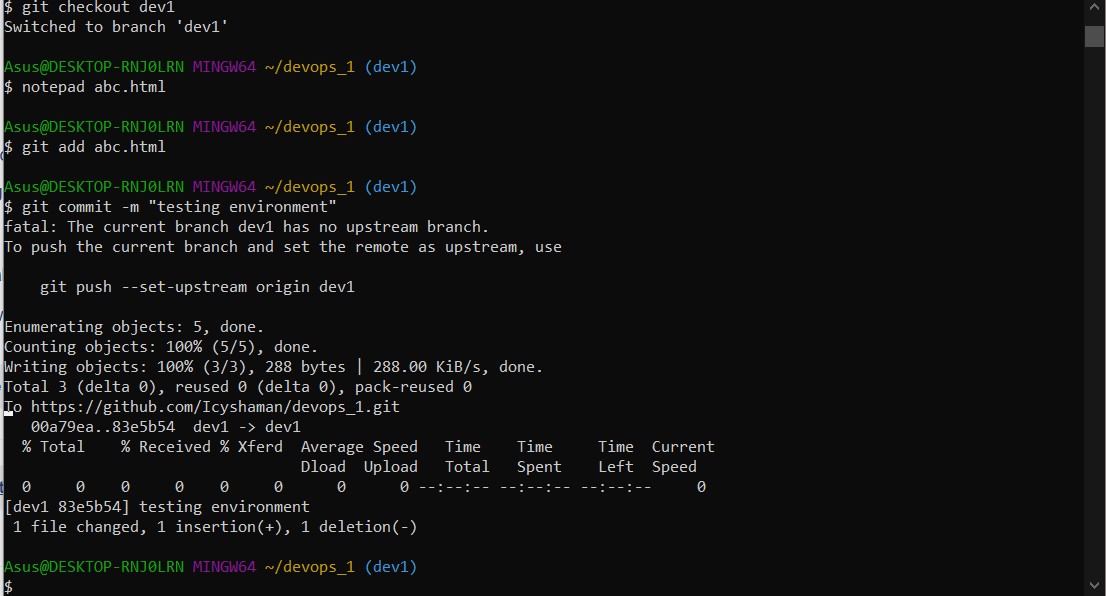 $ git checkout dev1
Switched to branch 'dev1'
Asus@DESKTOP-RNJ0LRN MINGW64 ~/devops_1 (dev1)
$ notepad abc.html
Asus@DESKTOP-RNJ0LRN MINGW64 ~/devops_1 (dev1)
$ git add abc.html
Asus@DESKTOP-RNJ0LRN MINGW64 ~/devops_1 (dev1)
$ git commit -m "testing environment"
fatal: The current branch dev1 has no upstream branch.
To push the current branch and set the remote as upstream, use
    git push --set-upstream origin dev1
Enumerating objects: 5, done.
Counting objects: 100% (5/5), done.
Writing objects: 100% (3/3), 288 bytes | 288.00 KiB/s, done.
Total 3 (delta 0), reused 0 (delta 0), pack-reused 0
To https://github.com/Icyshaman/devops_1.git
   00a79ea..83e5b54  dev1 -> dev1
  % Total    % Received % Xferd  Average Speed   Time    Time     Time  Current
                                 Dload  Upload   Total   Spent    Left  Speed
  0     0    0     0    0     0      0      0 --:--:-- --:--:-- --:--:--     0
[dev1 83e5b54] testing environment
 1 file changed, 1 insertion(+), 1 deletion(-)
Asus@DESKTOP-RNJ0LRN MINGW64 ~/devops_1 (dev1)
$